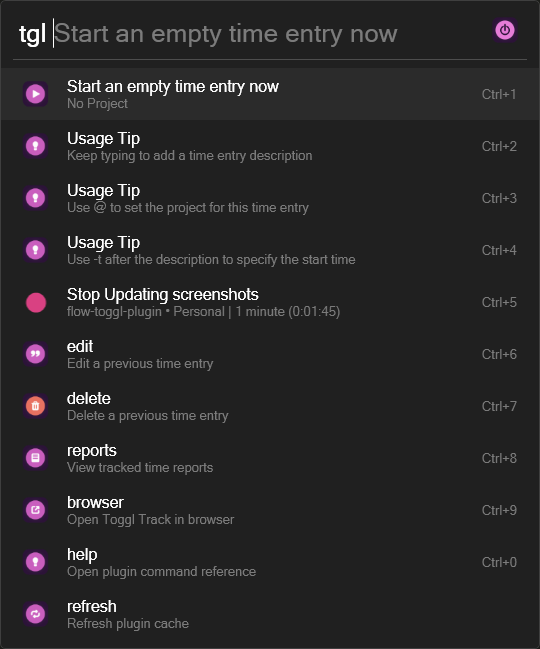 tgl Start an empty time entry now
Start an empty time entry now
No Project
Ctrl+1
Usage Tip
Keep typing to add a time entry description
Ctrl+2
Usage Tip
Use @ to set the project for this time entry
Ctrl+3
Usage Tip
Use -t after the description to specify the start time
Ctrl+4
Stop Updating screenshots
flow-toggl-plugin • Personal | 1 minute (0:01:45)
Ctrl+5
edit
Edit a previous time entry
Ctrl+6
delete
Delete a previous time entry
Ctrl+7
reports
View tracked time reports
Ctrl+8
browser
Open Toggl Track in browser
Ctrl+9
help
Open plugin command reference
Ctrl+0
refresh
Refresh plugin cache